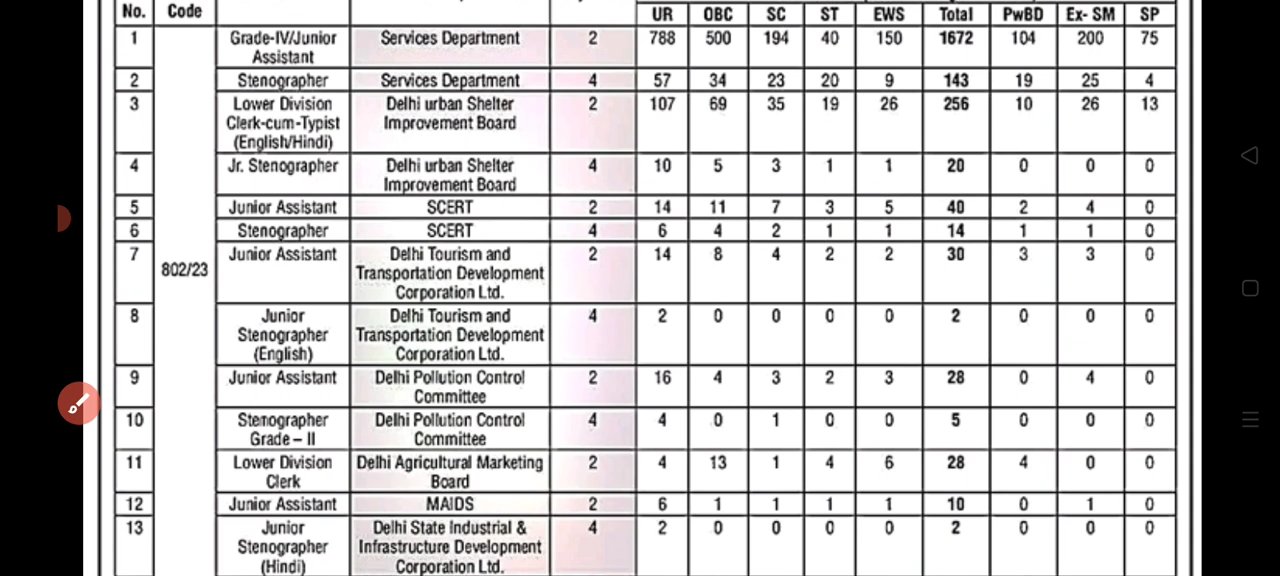 No. Code UR OBC SC ST EWS Total PwBD Ex- SM SP
1 Grade-IV/Junior Services Department 2 788 500 194 40 150 1672 104 200 75
Assistant
2 Stenographer Services Department 4 57 34 23 20 9 143 19 25 4
3 Lower Division Delhi urban Shelter 2 107 69 35 19 26 256 10 26 13
Clerk-cum-Typist Improvement Board
(English/Hindi)
4 Jr. Stenographer Delhi urban Shelter 4 10 5 3 1 1 20 0 0 0
Improvement Board
5 Junior Assistant SCERT 2 14 11 7 3 5 40 2 4 0
6 Stenographer SCERT 4 6 4 2 1 1 14 1 1 0
7 Junior Assistant Delhi Tourism and 2 14 8 4 2 2 30 3 3 0
802/23 Transportation Development
Corporation Ltd.
8 Junior Delhi Tourism and 4 2 0 0 0 0 2 0 0 0
Stenographer Transportation Development
(English) Corporation Ltd.
9 Junior Assistant Delhi Pollution Control 2 16 4 3 2 3 28 0 4 0
Committee
10 Stenographer Delhi Pollution Control 4 4 0 1 0 0 5 0 0 0
Grade – II Committee
11 Lower Division Delhi Agricultural Marketing 2 4 13 1 4 6 28 4 0 0
Clerk Board
12 Junior Assistant MAIDS 2 6 1 1 1 1 10 0 1 0
13 Junior Delhi State Industrial & 4 2 0 0 0 0 2 0 0 0
Stenographer Infrastructure Development
(Hindi) Corporation Ltd.